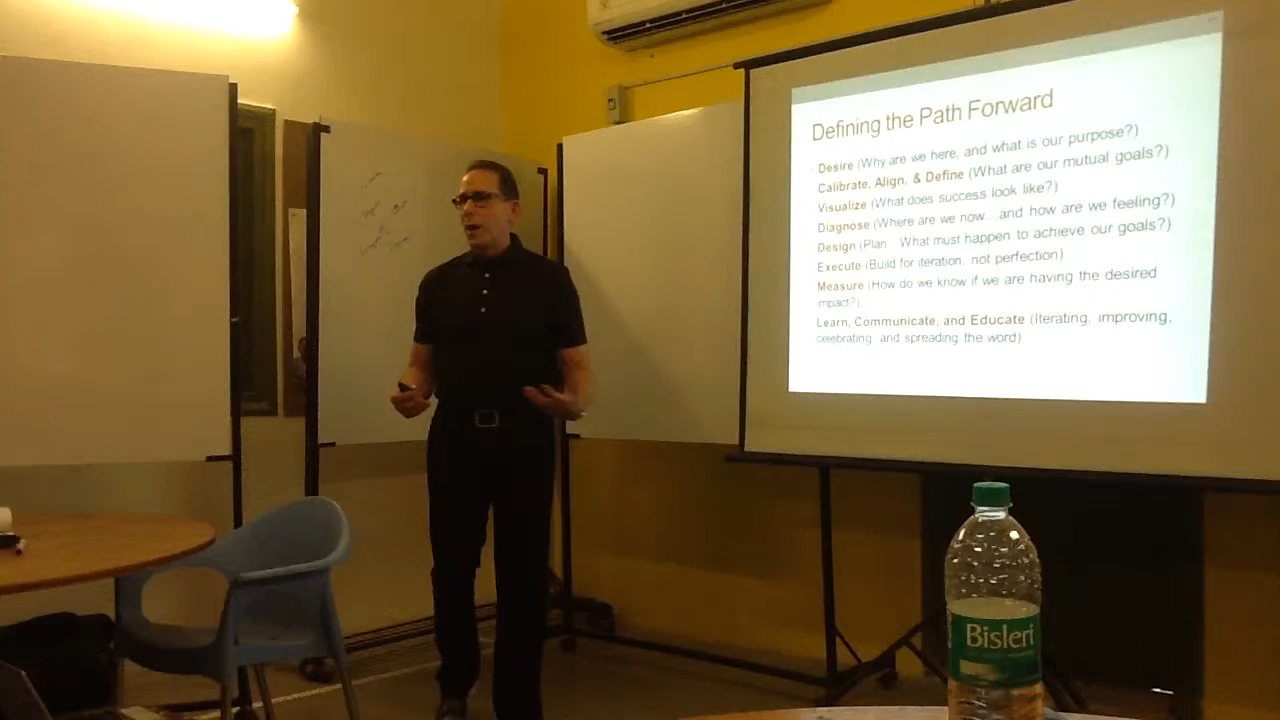 Defining the Path Forward
Desire (Why are we here, and what is our purpose?)
Calibrate, Align, & Define (What are our mutual goals?)
Visualize (What does success look like?)
Diagnose (Where are we now...and how are we feeling?)
Design (Plan...What must happen to achieve our goals?)
Execute (Build for iteration, not perfection)
Measure (How do we know if we are having the desired
impact?)
Learn, Communicate, and Educate (Iterating, improving,
celebrating, and spreading the word)
Bisleri